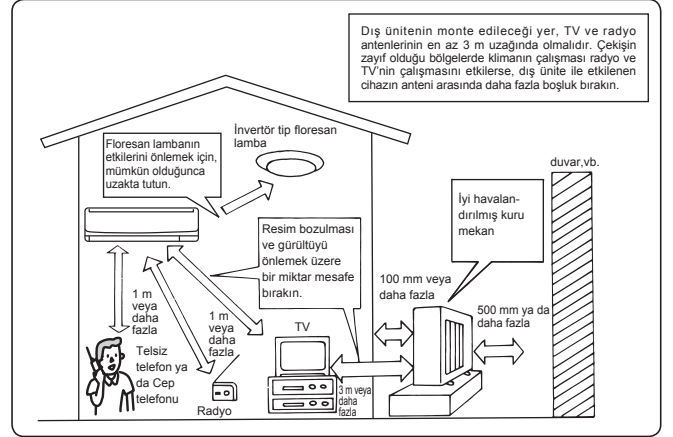 Dış ünitenin monte edileceği yer, TV ve radyo
antenlerinin en az 3 m uzağında olmalıdır. Çekişin
zayıf olduğu bölgelerde klimanın çalışması radyo ve
TV'nin çalışmasını etkilerse, dış ünite ile etkilenen
cihazın anteni arasında daha fazla boşluk bırakın.
İnvertör tip floresan
lamba
Floresan lambanın
etkilerini önlemek için,
mümkün olduğunca
uzakta tutun.
duvar,vb.
İyi havalan-
dırılmış kuru
mekan
Resim bozulması
ve gürültüyü
önlemek üzere
bir miktar mesafe
bırakın.
100 mm veya
daha fazla
500 mm ya da
daha fazla
1 m
veya
daha
fazla
1 m
veya
daha
fazla
TV
Telsiz
telefon ya
da Cep
telefonu
Radyo
3 m veya
daha
fazla